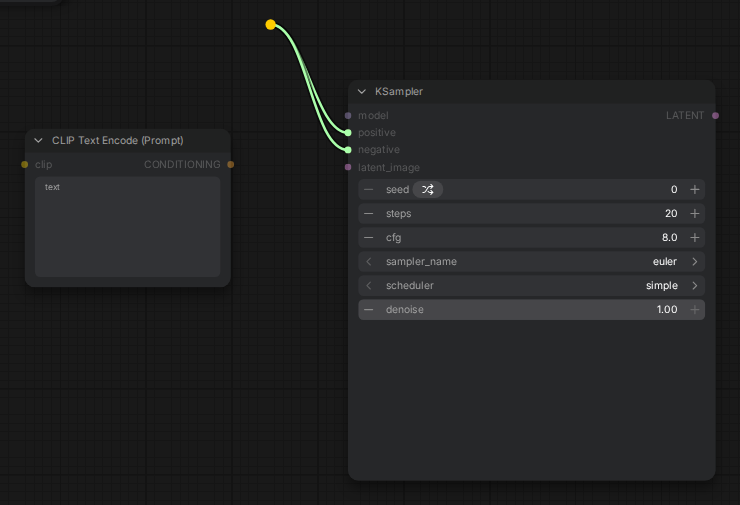 KSampler
model LATENT
positive
negative
latent_image
seed 0
steps 20
cfg 8.0
sampler_name euler
scheduler simple
denoise 1.00
CLIP Text Encode (Prompt)
clip CONDITIONING
text